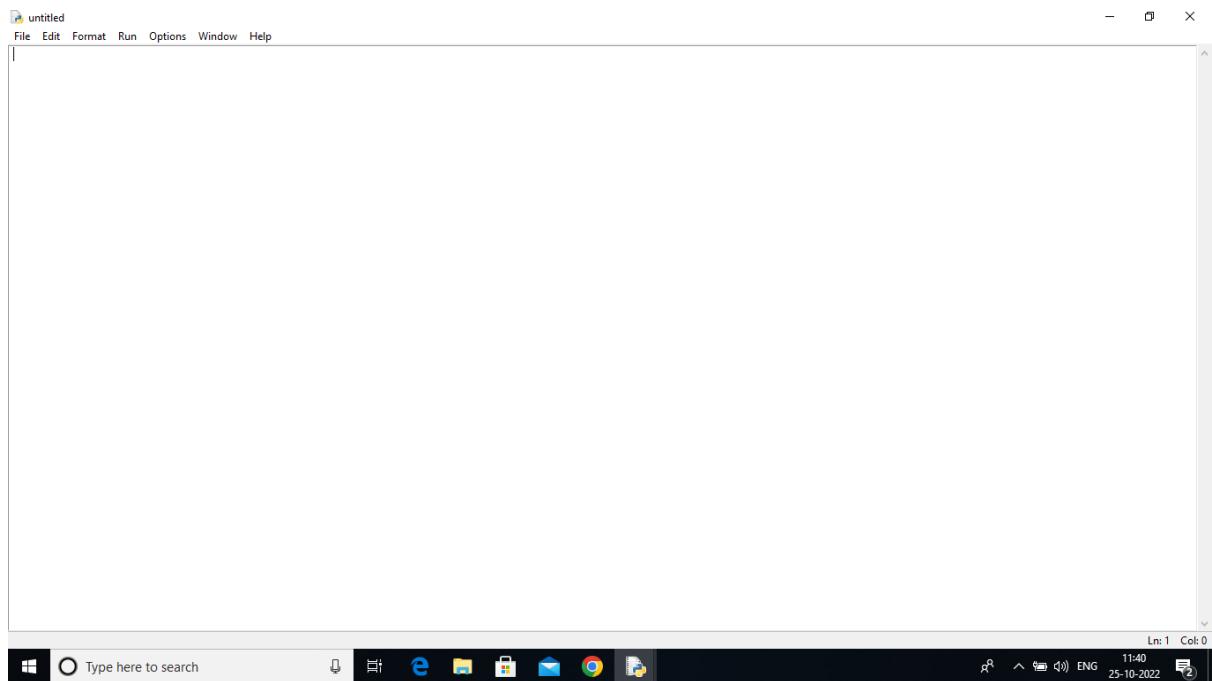 untitled
File Edit Format Run Options Window Help
Ln: 1 Col: 0
Type here to search
ENG
11:40
25-10-2022
2